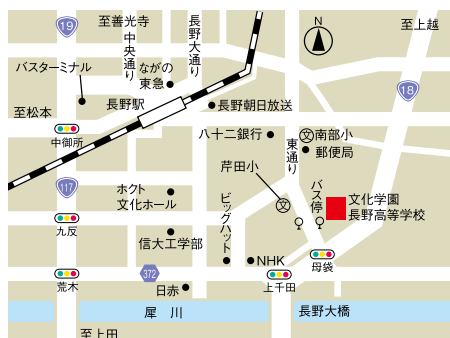 至善光寺
長野大通り
N
至上越
19
中央通り
バスターミナル
ながの
東急
18
長野駅
長野朝日放送
至松本
中御所
八十二銀行
文
南部小
東通り
郵便局
芹田小
117
ホクト
文化ホール
ビッグハット
文
バス停
文化学園
長野高等学校
九反
信大工学部
NHK
母袋
荒木
372
日赤
上千田
犀 川
長野大橋
至上田